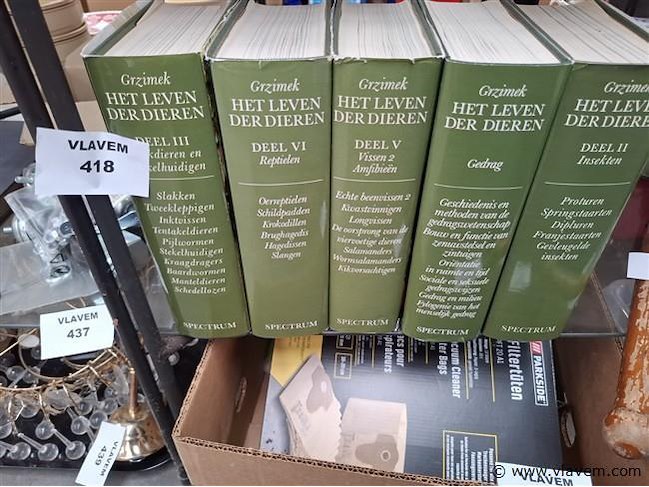 Grzimek
HET LEVEN
DER DIEREN
DEEL III
en
Slakken
Tweekleppigen
Inktvissen
Tentakeldieren
Pijlwormen
Stekelhuidigen
Kraagdragers
Baardwormen
Manteldieren
Schedellozen
SPECTRUM
Grzimek
HET LEVEN
DER DIEREN
DEEL VI
Reptielen
Oerreptielen
Schildpadden
Krokodillen
Brughagedis
Hagedissen
Slangen
SPECTRUM
Grzimek
HET LEVEN
DER DIEREN
DEEL V
Vissen 2
Amfibieën
Echte beenvissen 2
Kwastvinnigen
Longvissen
De oorsprong van de
viervoetige dieren
Salamanders
Wormsalamanders
Kikvorsachtigen
SPECTRUM
Grzimek
HET LEVEN
DER DIEREN
Gedrag
Geschiedenis en
methoden van de
gedragswetenschap
Bouw en functie van
zenuwstelsel en
zintuigen
Oriëntatie
in ruimte en tijd
Sociale en seksuele
gedragswijzen
Gedrag en milieu
Fylogenie van het
menselijk gedrag
SPECTRUM
Grzimek
HET LEVEN
DER DIEREN
DEEL II
Insekten
Proturen
Springstaarten
Dipluren
Franjestaarten
Gevleugelde
insekten
SPECTRUM
VLAVEM
418
VLAVEM
437
VLAVEM
439
PARKSIDE
Filtertüten
Vacuum Cleaner
Bags
© www.vlavem.com